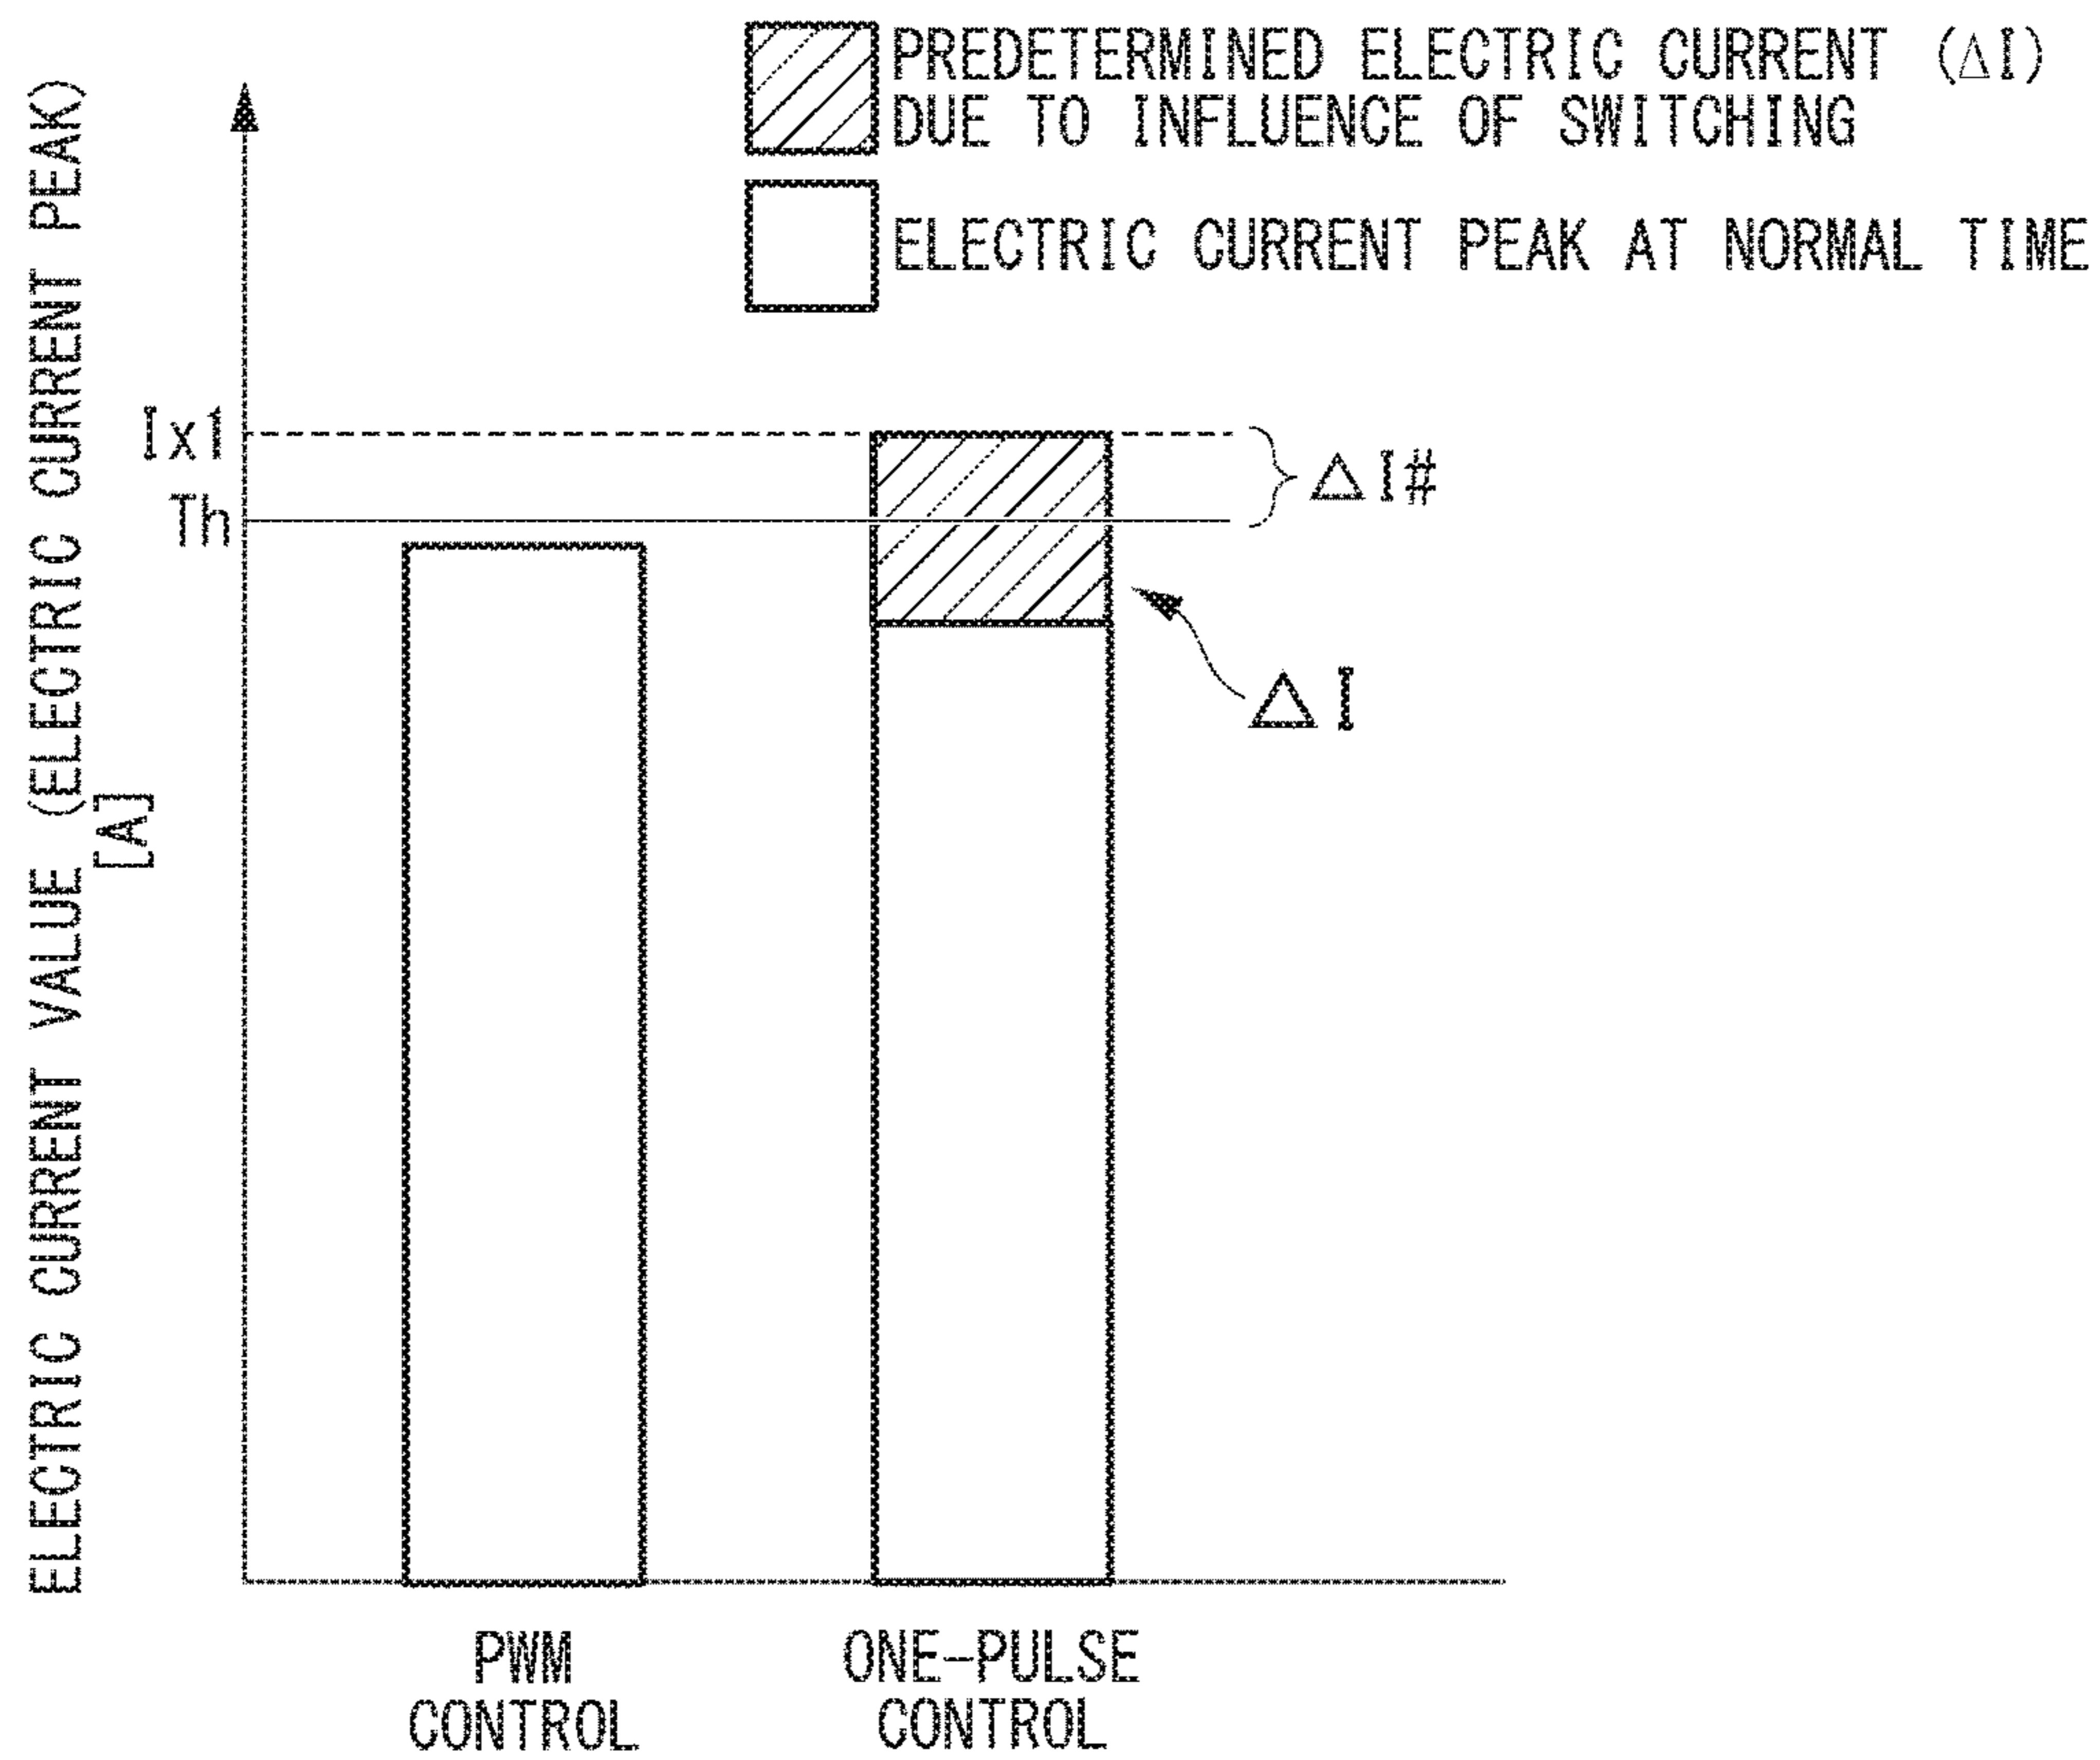 PREDETERMINED ELECTRIC CURRENT (ΔI)
DUE TO INFLUENCE OF SWITCHING
ELECTRIC CURRENT PEAK AT NORMAL TIME
ELECTRIC CURRENT VALUE (ELECTRIC CURRENT PEAK)
[A]
Ix1
Th
ΔI#
ΔI
PWM
CONTROL
ONE-PULSE
CONTROL